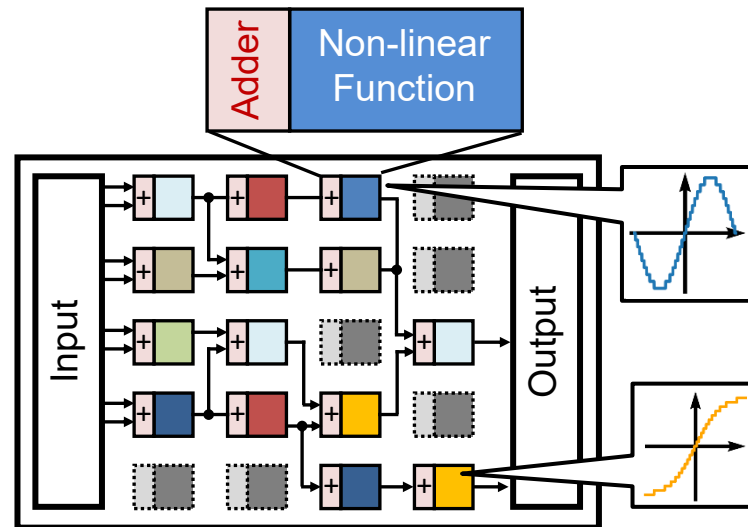 Adder
Non-linear
Function
Input
+
+
+
+
+
+
+
+
+
+
+
+
+
+
Output